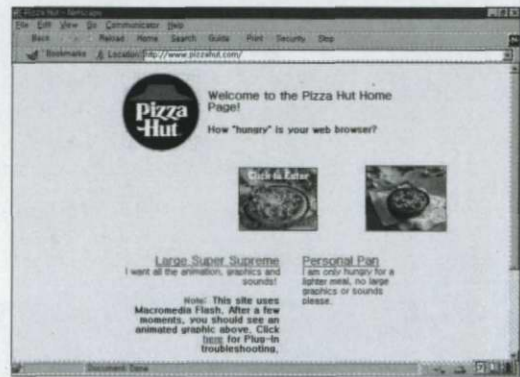 Pizza Hut - Netscape
File Edit View Go Communicator Help
Back Reload Home Search Guide Print Security Stop
Bookmarks Location: http://www.pizzahut.com/
Pizza Hut
Welcome to the Pizza Hut Home
Page!
How "hungry" is your web browser?
Click to Enter
Large Super Supreme
I want all the animation, graphics and
sounds!
Note: This site uses
Macromedia Flash. After a few
moments, you should see an
animated graphic above. Click
here for Plug-In
troubleshooting.
Personal Pan
I am only hungry for a
lighter meal, no large
graphics or sounds
please.
Document: Done